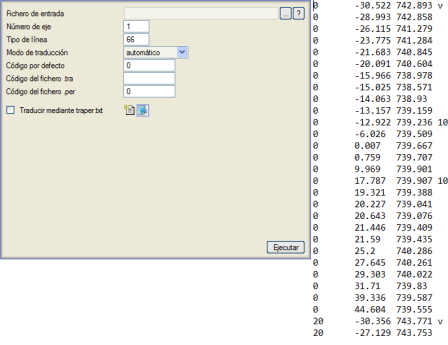 Fichero de entrada ... ?
Número de eje 1
Tipo de línea 66
Modo de traducción automático
Código por defecto 0
Código del fichero .tra 0
Código del fichero .per 0
Traducir mediante traper.txt
Ejecutar
0 -30.522 742.893 v
0 -28.993 742.858
0 -26.115 741.279
0 -23.775 741.284
0 -21.683 740.845
0 -20.091 740.604
0 -15.966 738.978
0 -15.025 738.571
0 -14.063 738.93
0 -13.157 739.159
0 -12.922 739.236 10
0 -6.026 739.509
0 0.007 739.667
0 0.759 739.707
0 9.969 739.901
0 17.787 739.907 10
0 19.321 739.388
0 20.227 739.041
0 20.643 739.076
0 21.446 739.409
0 21.59 739.435
0 25.2 740.286
0 27.645 740.261
0 29.303 740.022
0 31.71 739.83
0 39.336 739.587
0 44.604 739.555
20 -30.356 743.771 v
20 -27.129 743.753